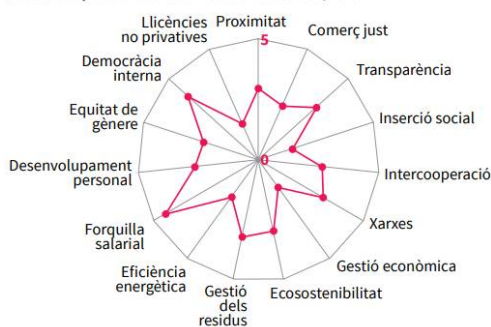 Proximitat
Comerç just
Transparència
Inserció social
Intercooperació
Xarxes
Gestió econòmica
Ecosostenibilitat
Gestió
dels
residus
Eficiència
energètica
Forquilla
salarial
Desenvolupament
personal
Equitat de
gènere
Democràcia
interna
Llicències
no privatives
5
0